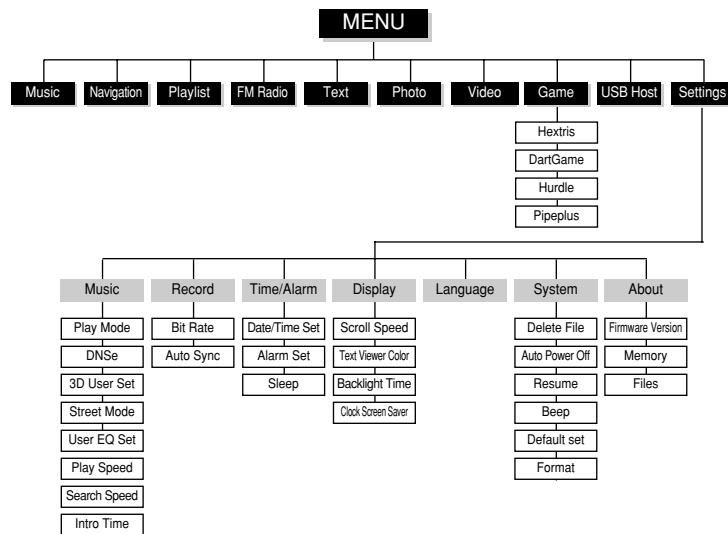 MENU
Music Navigation Playlist FM Radio Text Photo Video Game USB Host Settings
Hextris
DartGame
Hurdle
Pipeplus
Music Record Time/Alarm Display Language System About
Play Mode Bit Rate Date/Time Set Scroll Speed Delete File Firmware Version
DNSe Auto Sync Alarm Set Text Viewer Color Auto Power Off Memory
3D User Set Sleep Backlight Time Resume Files
Street Mode Clock Screen Saver Beep
User EQ Set Default set
Play Speed Format
Search Speed
Intro Time